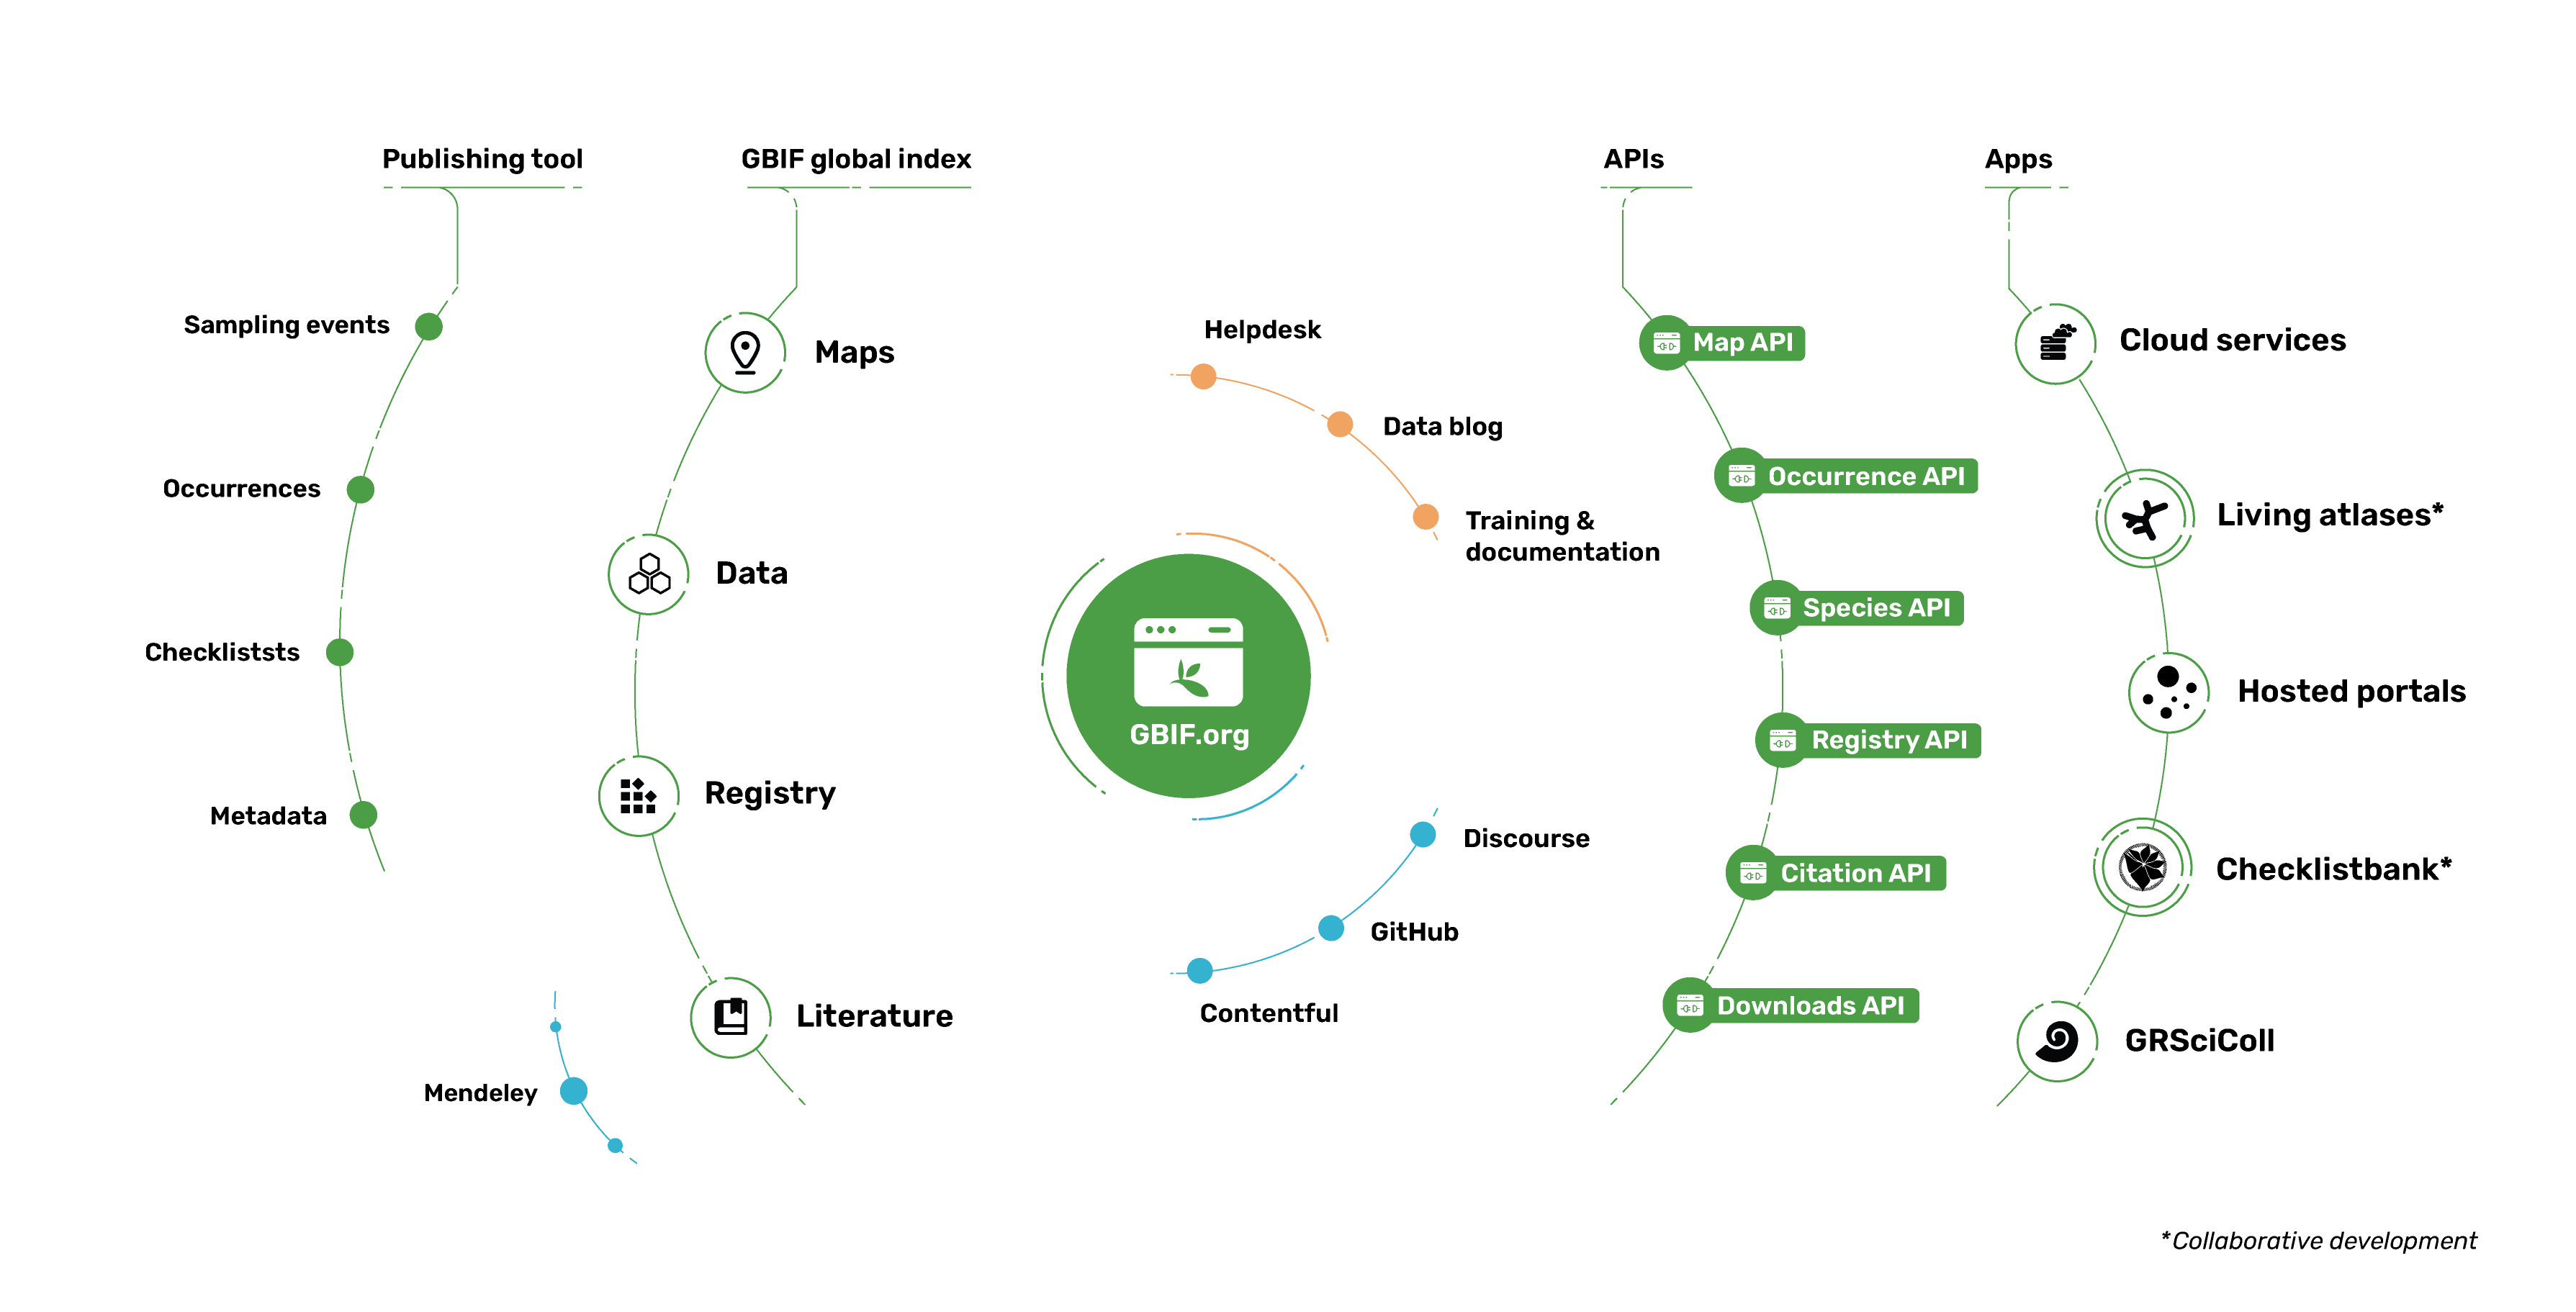 Publishing tool
GBIF global index
APIs
Apps
Sampling events
Occurrences
Checkliststs
Metadata
Mendeley
Maps
Data
Registry
Literature
Helpdesk
Data blog
Training &
documentation
GBIF.org
Discourse
GitHub
Contentful
Map API
Occurrence API
Species API
Registry API
Citation API
Downloads API
Cloud services
Living atlases*
Hosted portals
Checklistbank*
GRSciColl
*Collaborative development